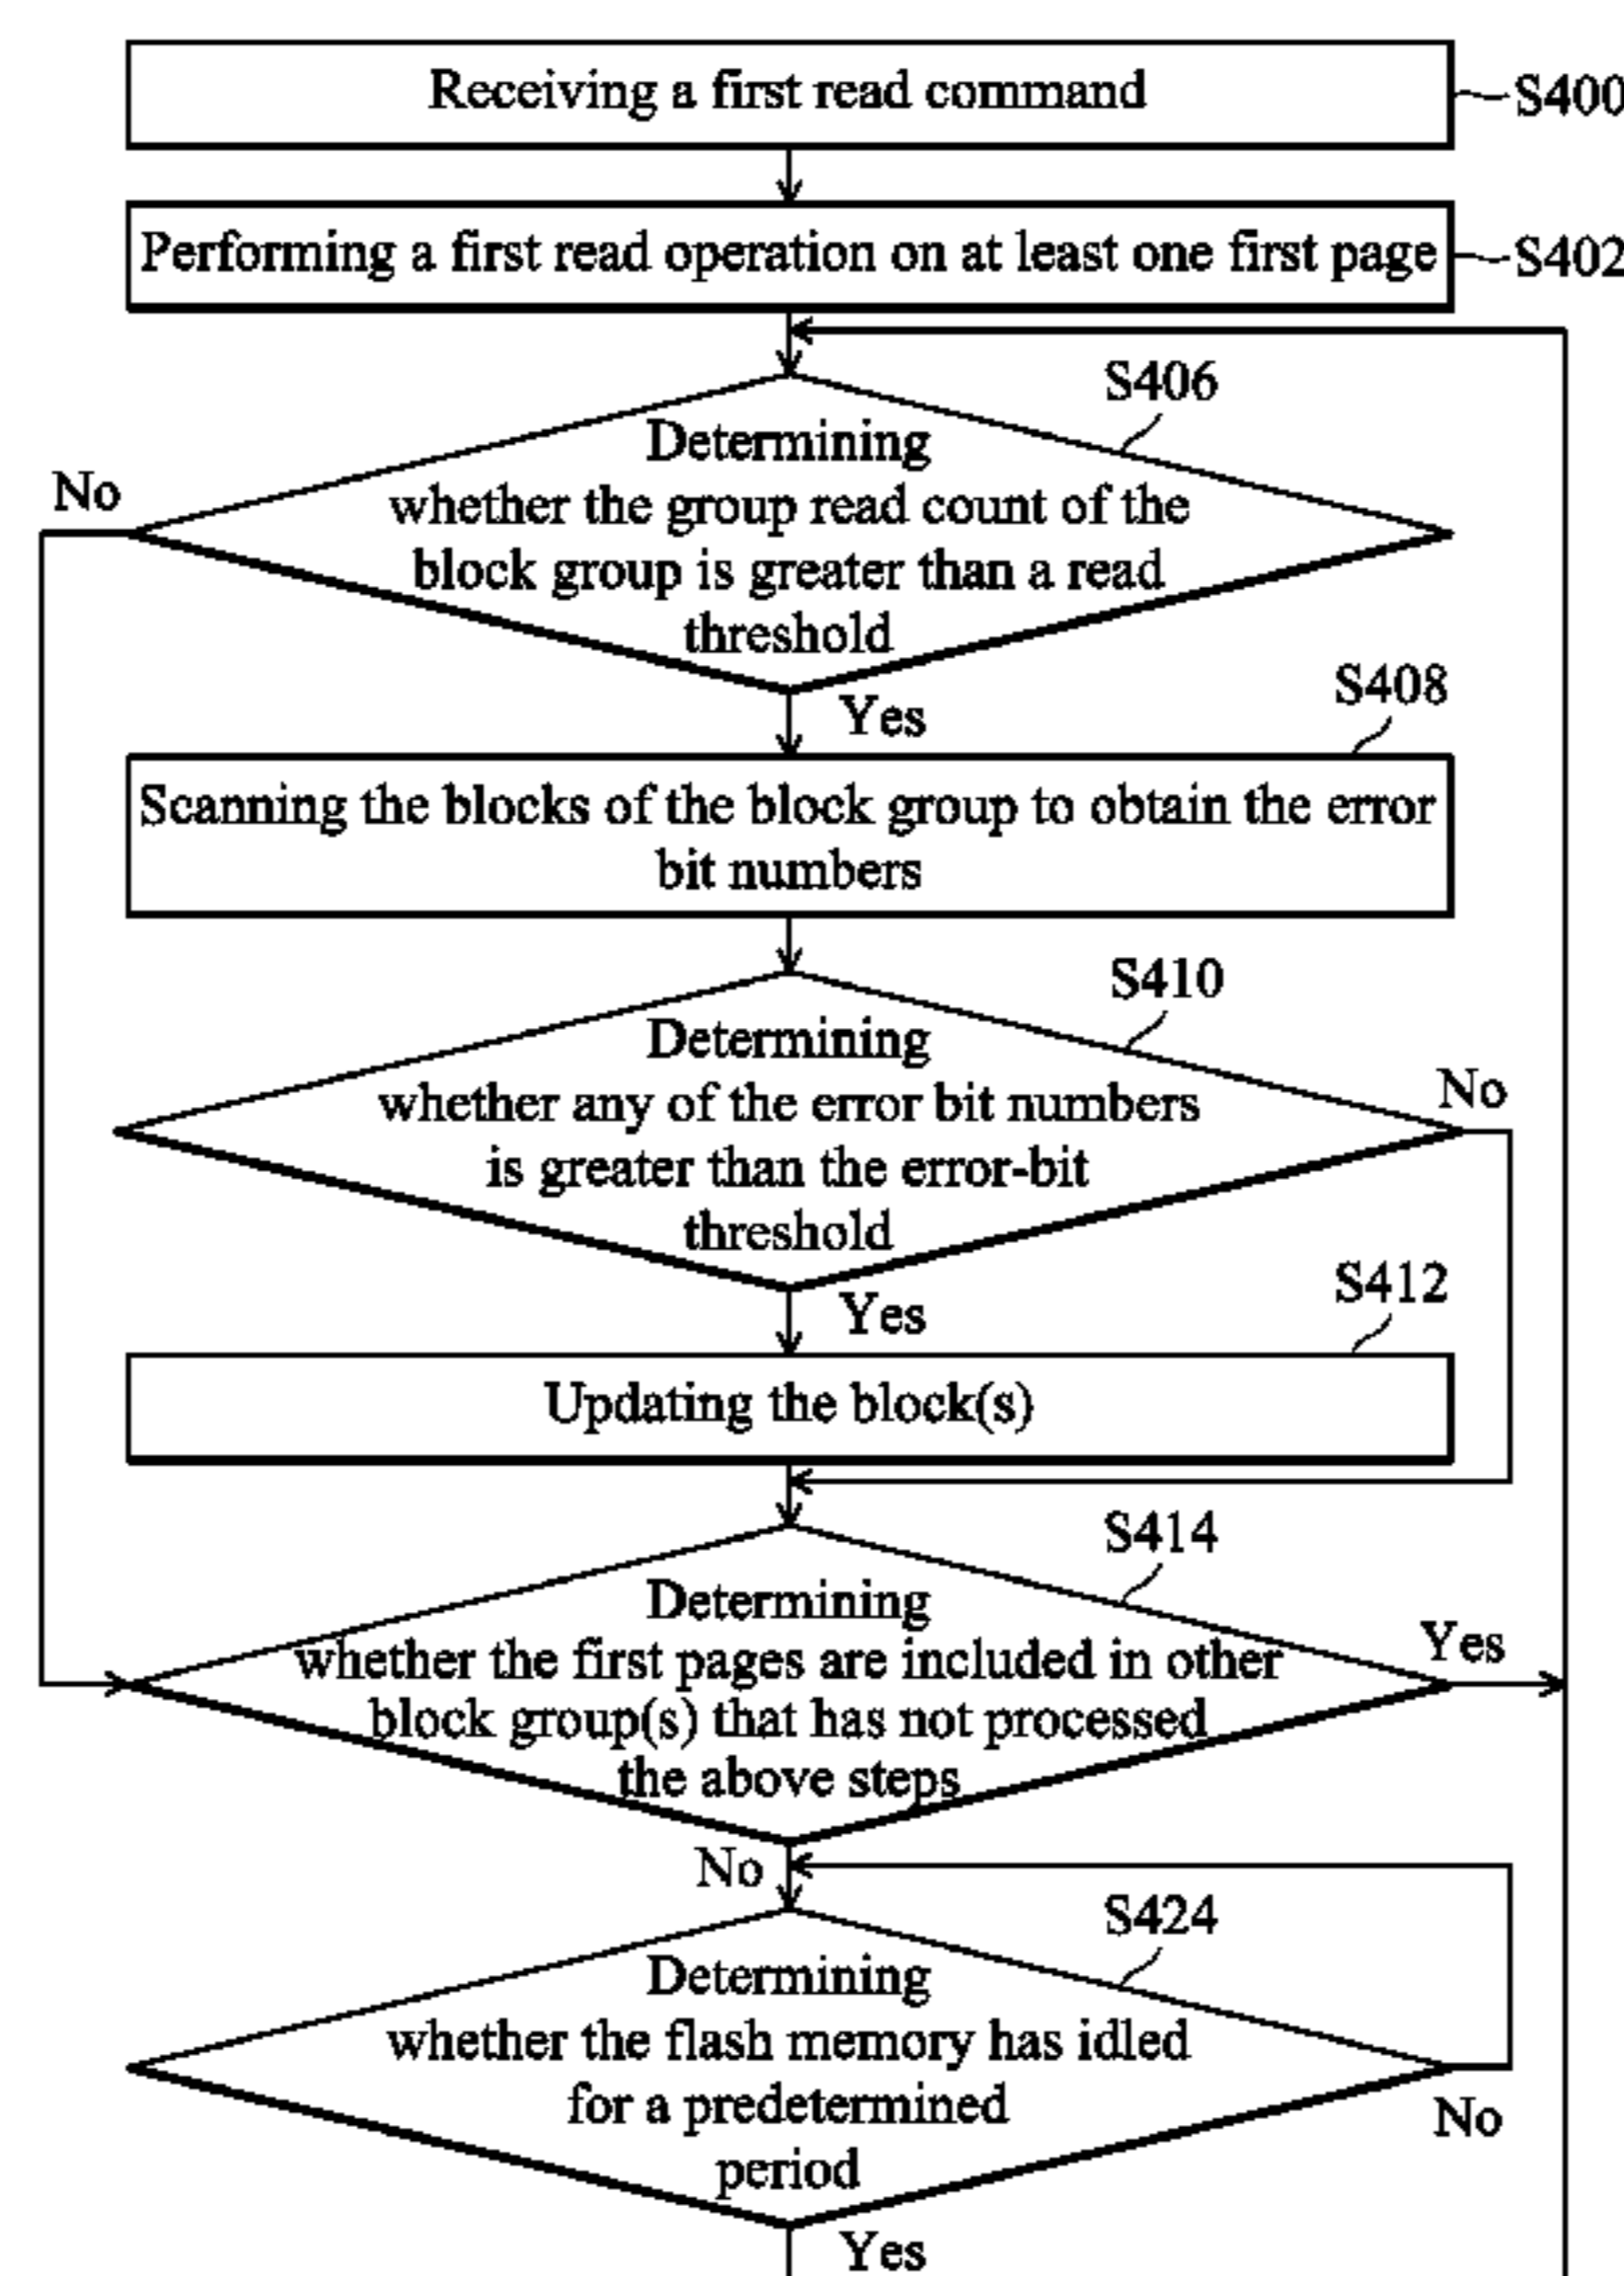 Receiving a first read command
S400
Performing a first read operation on at least one first page
S402
S406
Determining
whether the group read count of the
block group is greater than a read
threshold
No
Yes
S408
Scanning the blocks of the block group to obtain the error
bit numbers
S410
Determining
whether any of the error bit numbers
is greater than the error-bit
threshold
No
Yes
S412
Updating the block(s)
S414
Determining
whether the first pages are included in other
block group(s) that has not processed
the above steps
Yes
No
S424
Determining
whether the flash memory has idled
for a predetermined
period
No
Yes